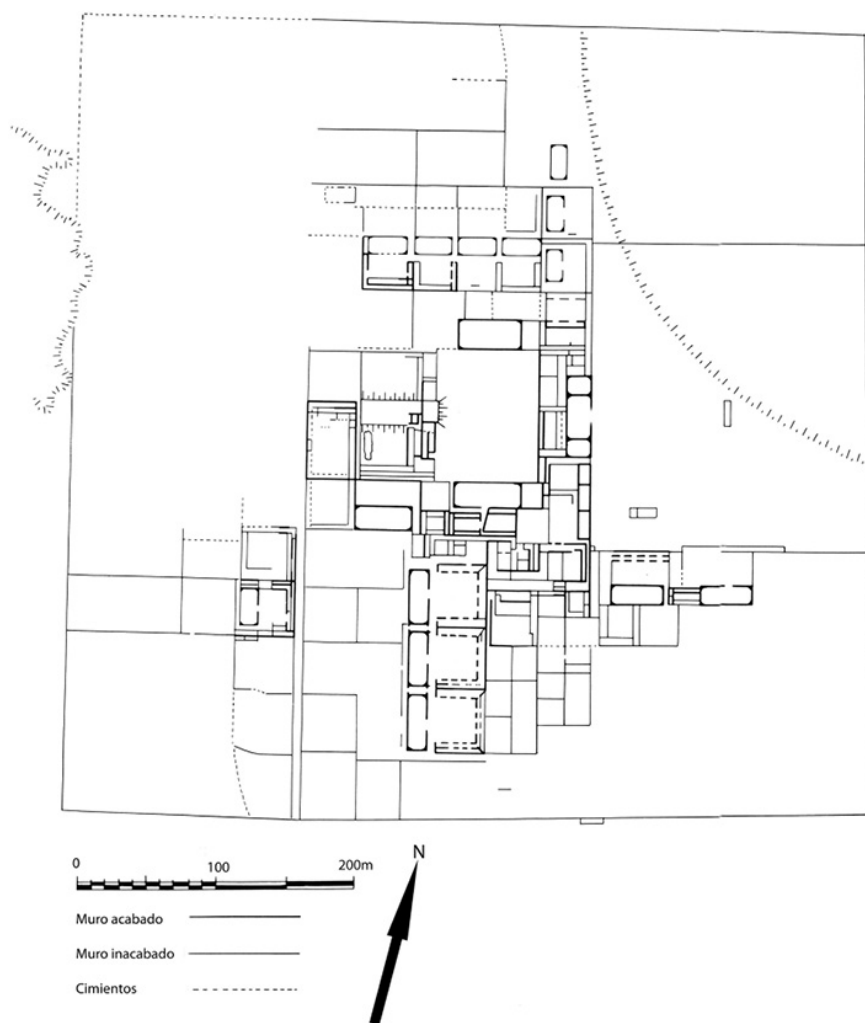 0 100 200m
N
Muro acabado
Muro inacabado
Cimientos